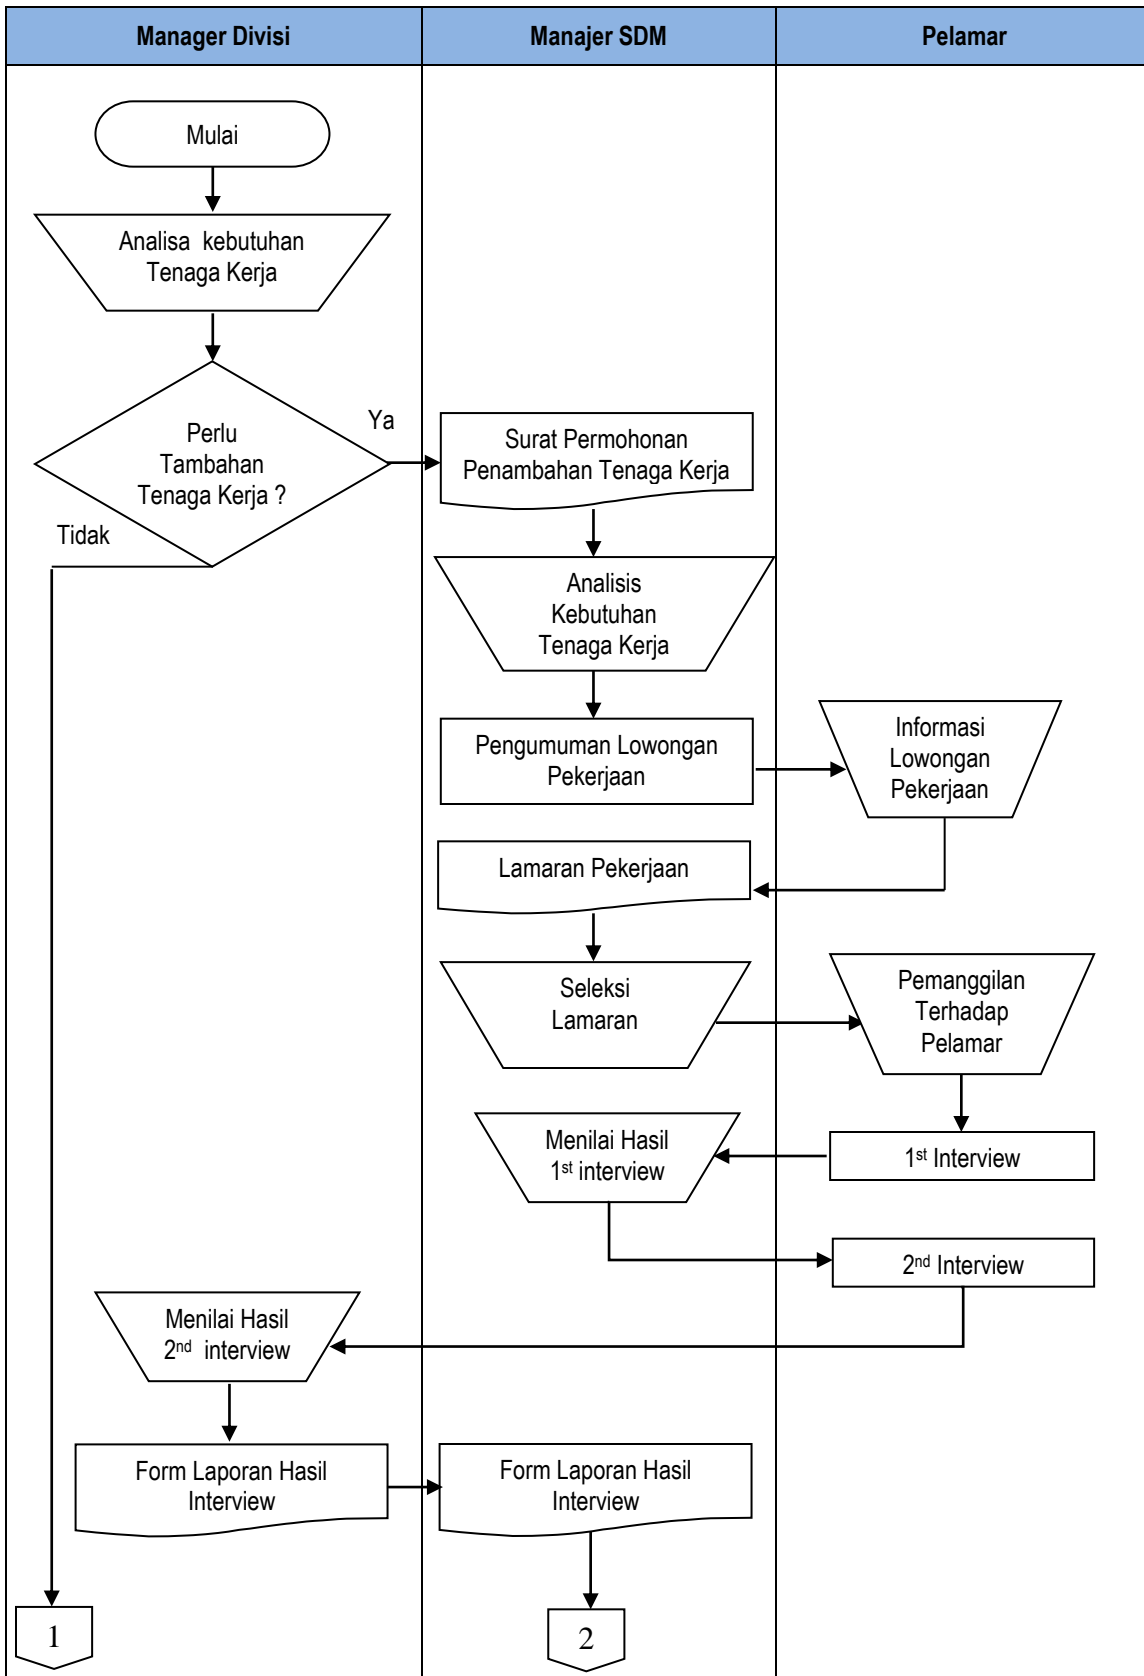 Manager Divisi
Manajer SDM
Pelamar
Mulai
Analisa kebutuhan
Tenaga Kerja
Perlu
Tambahan
Tenaga Kerja ?
Ya
Tidak
Surat Permohonan
Penambahan Tenaga Kerja
Analisis
Kebutuhan
Tenaga Kerja
Pengumuman Lowongan
Pekerjaan
Informasi
Lowongan
Pekerjaan
Lamaran Pekerjaan
Seleksi
Lamaran
Pemanggilan
Terhadap
Pelamar
1st Interview
Menilai Hasil
1st interview
2nd Interview
Menilai Hasil
2nd interview
Form Laporan Hasil
Interview
Form Laporan Hasil
Interview
1
2